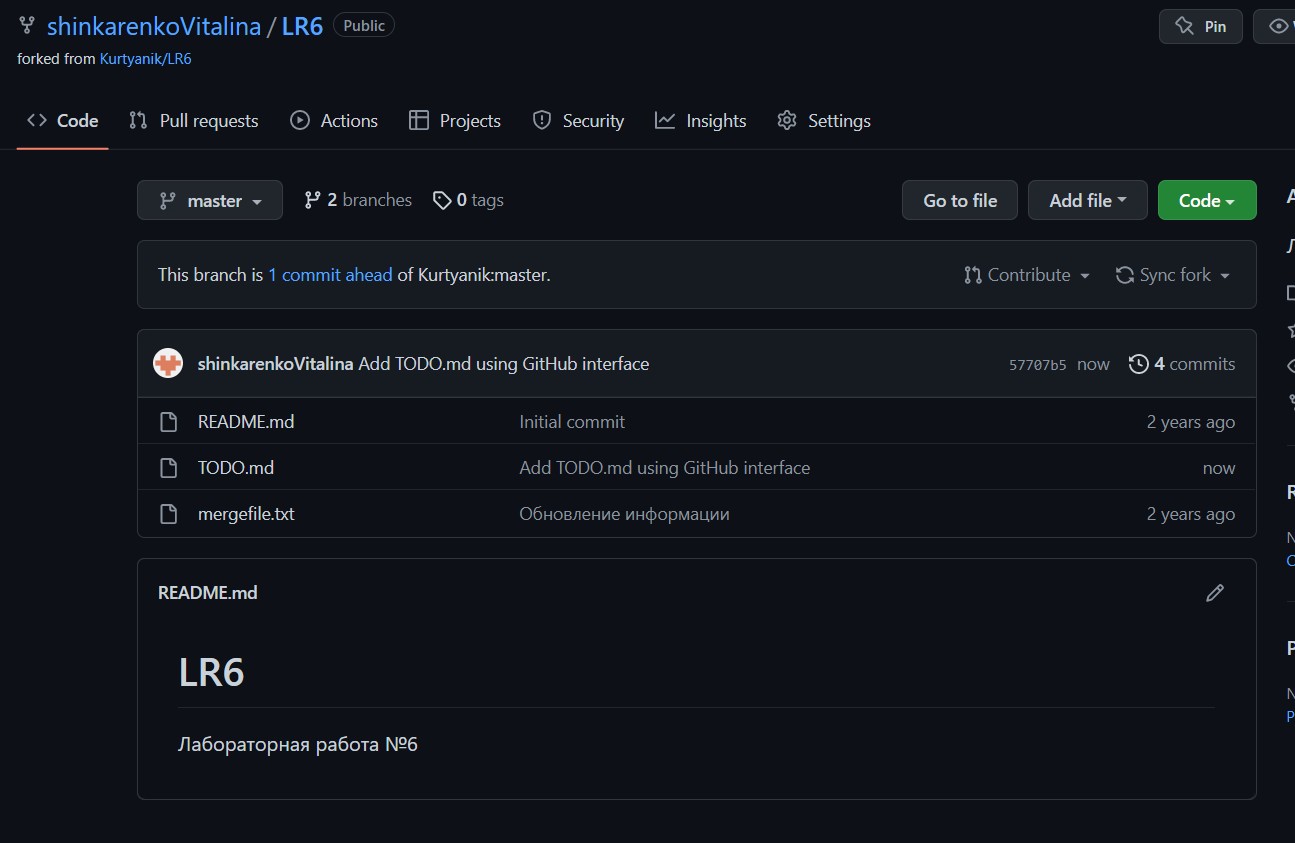 shinkarenkoVitalina / LR6 Public Pin
forked from Kurtyanik/LR6
Code Pull requests Actions Projects Security Insights Settings
master 2 branches 0 tags Go to file Add file Code
This branch is 1 commit ahead of Kurtyanik:master. Contribute Sync fork
shinkarenkoVitalina Add TODO.md using GitHub interface 57707b5 now 4 commits
README.md Initial commit 2 years ago
TODO.md Add TODO.md using GitHub interface now
mergefile.txt Обновление информации 2 years ago
README.md
LR6
Лабораторная работа №6